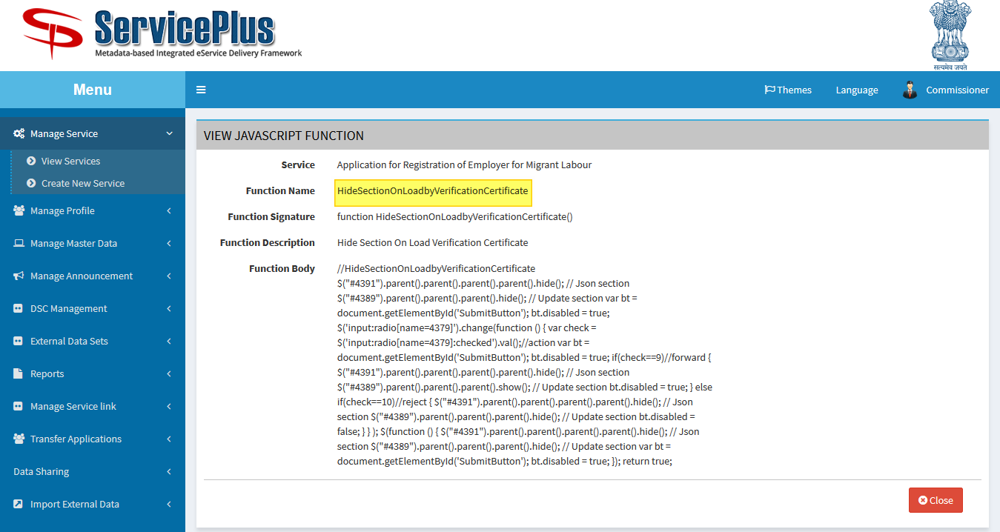 ServicePlus
Metadata-based Integrated eService Delivery Framework
सत्यमेव जयते
Menu
Themes
Language
Commissioner
Manage Service
View Services
Create New Service
Manage Profile
Manage Master Data
Manage Announcement
DSC Management
External Data Sets
Reports
Manage Service link
Transfer Applications
Data Sharing
Import External Data
VIEW JAVASCRIPT FUNCTION
Service Application for Registration of Employer for Migrant Labour
Function Name HideSectionOnLoadbyVerificationCertificate
Function Signature function HideSectionOnLoadbyVerificationCertificate()
Function Description Hide Section On Load Verification Certificate
Function Body //HideSectionOnLoadbyVerificationCertificate
$("#4391").parent().parent().parent().parent().hide(); // Json section
$("#4389").parent().parent().parent().hide(); // Update section var bt =
document.getElementById('SubmitButton'); bt.disabled = true;
$('input:radio[name=4379]').change(function () { var check =
$('input:radio[name=4379]:checked').val();//action var bt =
document.getElementById('SubmitButton'); bt.disabled = true; if(check==9)//forward {
$("#4391").parent().parent().parent().parent().hide(); // Json section
$("#4389").parent().parent().parent().show(); // Update section bt.disabled = true; } else
if(check==10)//reject { $("#4391").parent().parent().parent().parent().hide(); // Json
section $("#4389").parent().parent().parent().hide(); // Update section bt.disabled =
false; } } ); $(function () { $("#4391").parent().parent().parent().parent().hide(); // Json
section $("#4389").parent().parent().parent().hide(); // Update section var bt =
document.getElementById('SubmitButton'); bt.disabled = true; }); return true;
Close